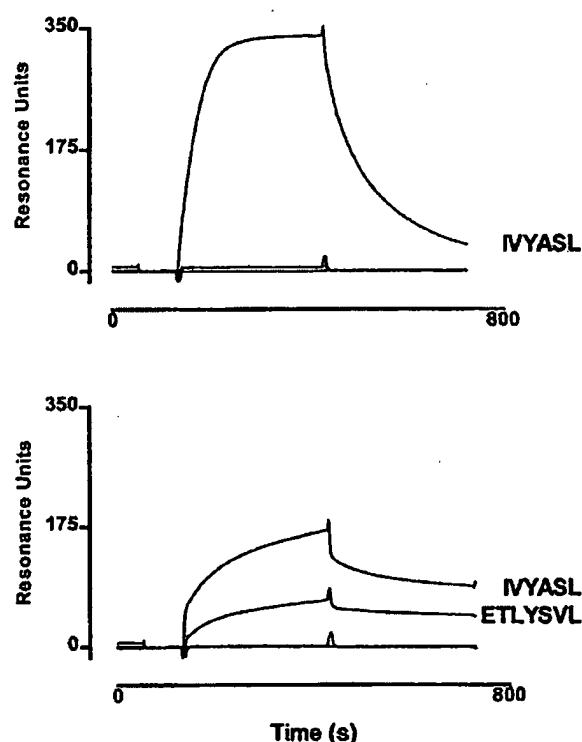 350
Resonance Units
175
IVYASL
0
0 800
350
Resonance Units
175
IVYASL
ETLYSVL
0
0 800
Time (s)